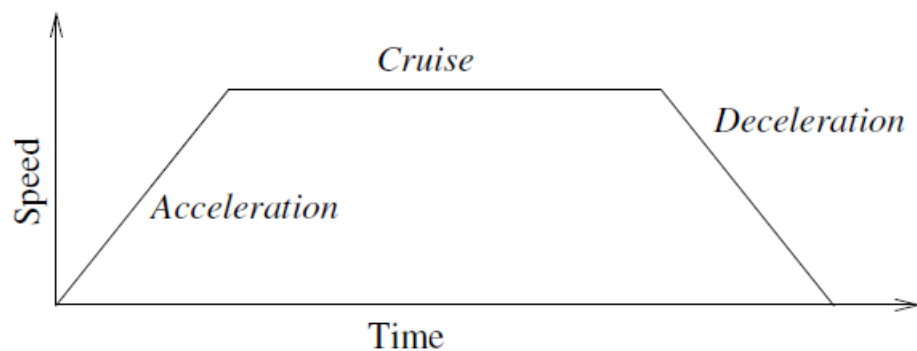 Cruise
Deceleration
Speed
Acceleration
Time